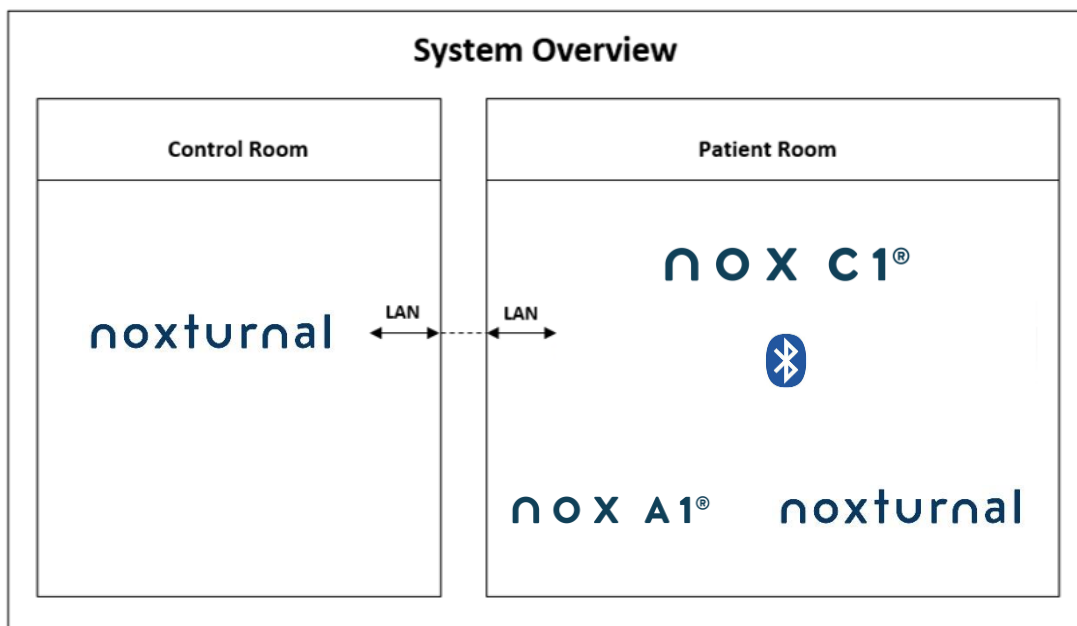 System Overview
Control Room
Patient Room
nox C1®
noxturnal
LAN
LAN
nox A1®
noxturnal